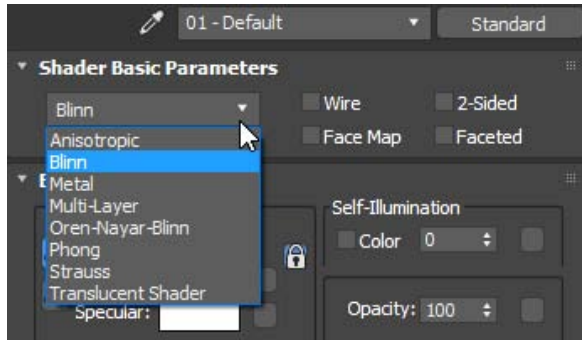 01 - Default Standard
Shader Basic Parameters
Blinn Wire 2-Sided
Face Map Faceted
Anisotropic
Blinn
Metal
Multi-Layer
Oren-Nayar-Blinn
Phong
Strauss
Translucent Shader
Self-Illumination
Color 0
Specular: Opacity: 100